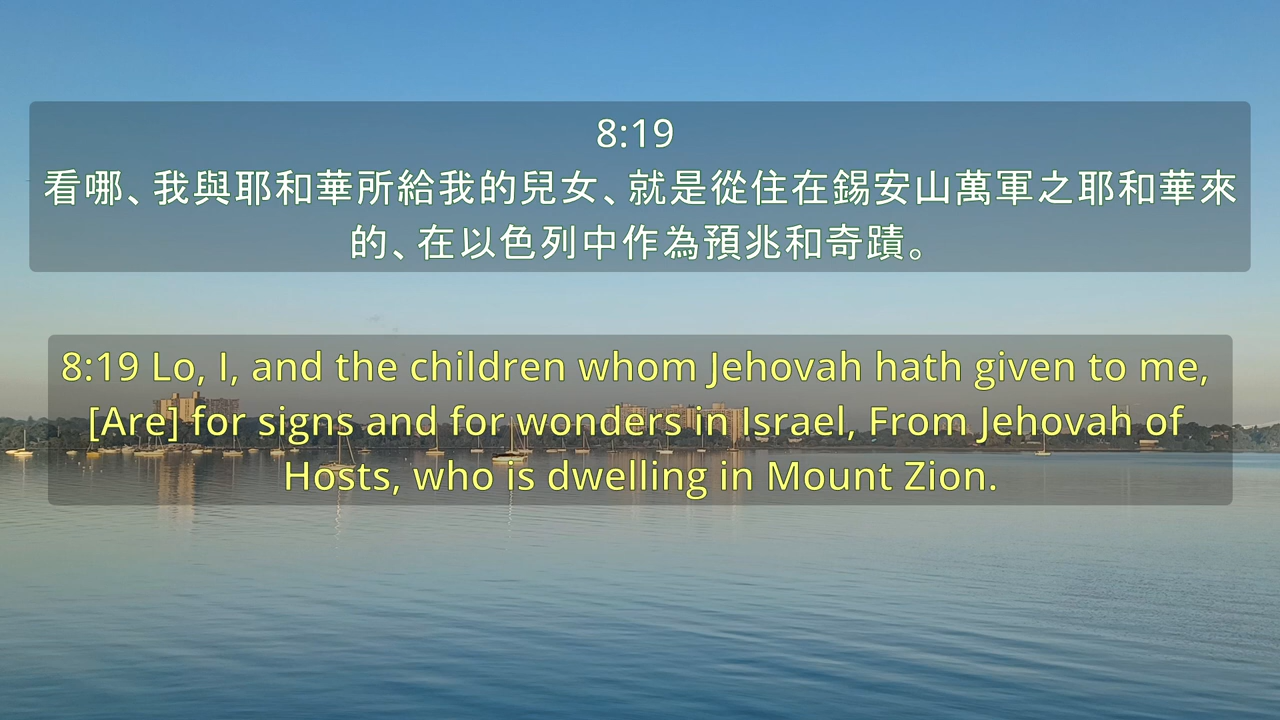 8:19
看哪、我與耶和華所給我的兒女、就是從住在錫安山萬軍之耶和華來
的、在以色列中作為預兆和奇蹟。
8:19 Lo, I, and the children whom Jehovah hath given to me,
[Are] for signs and for wonders in Israel, From Jehovah of
Hosts, who is dwelling in Mount Zion.